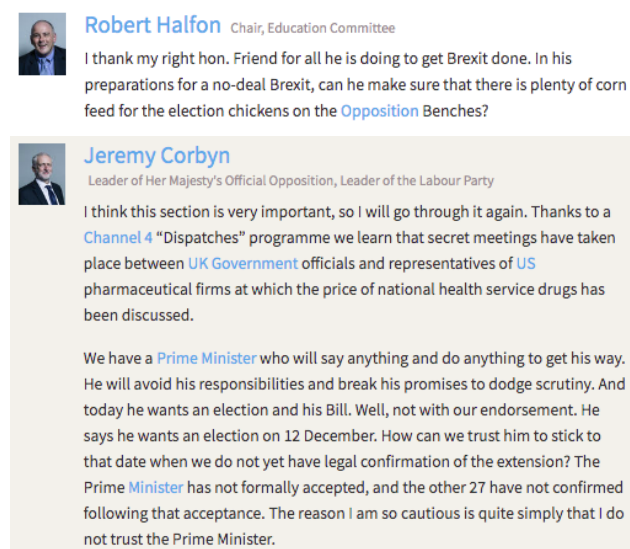 Robert Halfon Chair, Education Committee
I thank my right hon. Friend for all he is doing to get Brexit done. In his
preparations for a no-deal Brexit, can he make sure that there is plenty of corn
feed for the election chickens on the Opposition Benches?
Jeremy Corbyn
Leader of Her Majesty's Official Opposition, Leader of the Labour Party
I think this section is very important, so I will go through it again. Thanks to a
Channel 4 “Dispatches” programme we learn that secret meetings have taken
place between UK Government officials and representatives of US
pharmaceutical firms at which the price of national health service drugs has
been discussed.
We have a Prime Minister who will say anything and do anything to get his way.
He will avoid his responsibilities and break his promises to dodge scrutiny. And
today he wants an election and his Bill. Well, not with our endorsement. He
says he wants an election on 12 December. How can we trust him to stick to
that date when we do not yet have legal confirmation of the extension? The
Prime Minister has not formally accepted, and the other 27 have not confirmed
following that acceptance. The reason I am so cautious is quite simply that I do
not trust the Prime Minister.